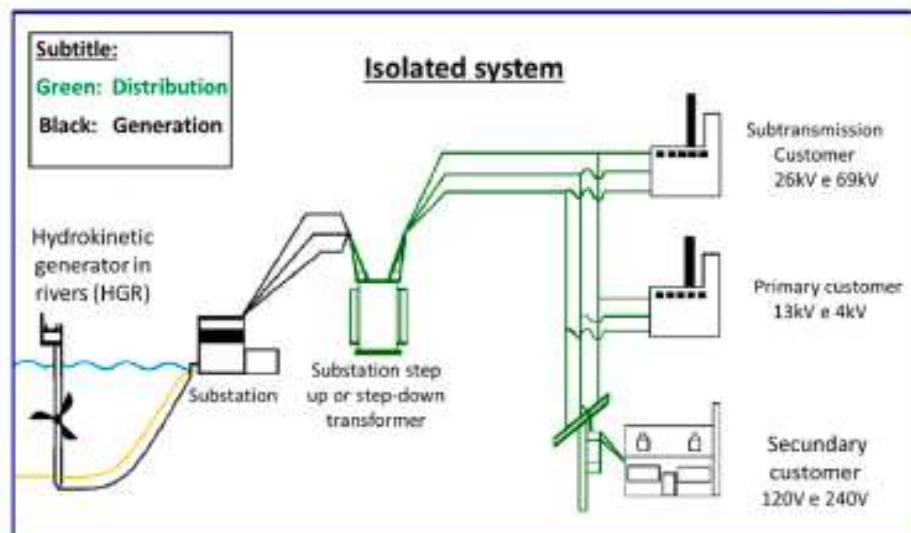 Subtitle:
Green: Distribution
Black: Generation
Isolated system
Subtransmission
Customer
26kV e 69kV
Hydrokinetic
generator in
rivers (HGR)
Primary customer
13kV e 4kV
Substation
Substation step
up or step-down
transformer
Secundary
customer
120V e 240V